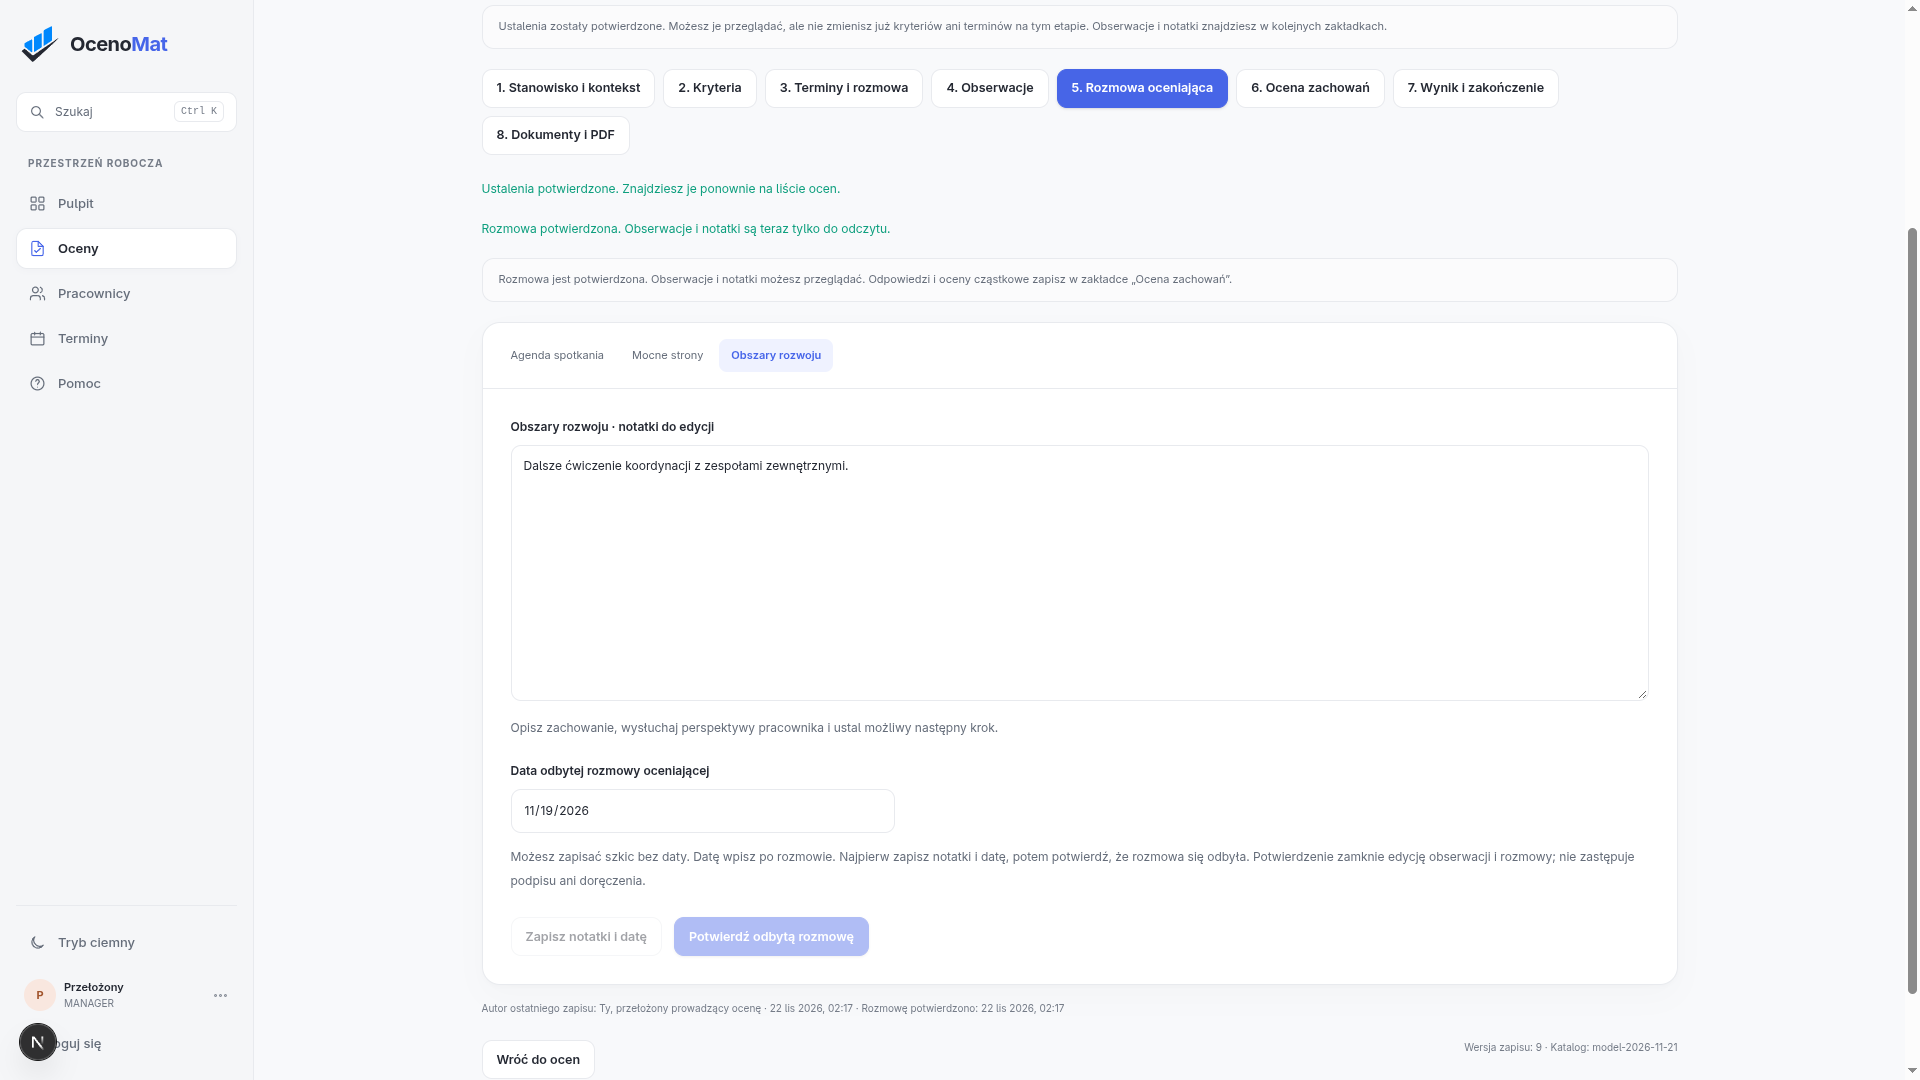 OcenoMat
Szukaj
Ctrl K
PRZESTRZEŃ ROBOCZA
Pulpit
Oceny
Pracownicy
Terminy
Pomoc
Tryb ciemny
P
Przełożony
MANAGER
N
oguj się
Ustalenia zostały potwierdzone. Możesz je przeglądać, ale nie zmienisz już kryteriów ani terminów na tym etapie. Obserwacje i notatki znajdziesz w kolejnych zakładkach.
1. Stanowisko i kontekst
2. Kryteria
3. Terminy i rozmowa
4. Obserwacje
5. Rozmowa oceniająca
6. Ocena zachowań
7. Wynik i zakończenie
8. Dokumenty i PDF
Ustalenia potwierdzone. Znajdziesz je ponownie na liście ocen.
Rozmowa potwierdzona. Obserwacje i notatki są teraz tylko do odczytu.
Rozmowa jest potwierdzona. Obserwacje i notatki możesz przeglądać. Odpowiedzi i oceny cząstkowe zapisz w zakładce „Ocena zachowań”.
Agenda spotkania
Mocne strony
Obszary rozwoju
Obszary rozwoju · notatki do edycji
Dalsze ćwiczenie koordynacji z zespołami zewnętrznymi.
Opisz zachowanie, wysłuchaj perspektywy pracownika i ustal możliwy następny krok.
Data odbytej rozmowy oceniającej
11/19/2026
Możesz zapisać szkic bez daty. Datę wpisz po rozmowie. Najpierw zapisz notatki i datę, potem potwierdź, że rozmowa się odbyła. Potwierdzenie zamknie edycję obserwacji i rozmowy; nie zastępuje
podpisu ani doręczenia.
Zapisz notatki i datę
Potwierdź odbytą rozmowę
Autor ostatniego zapisu: Ty, przełożony prowadzący ocenę · 22 lis 2026, 02:17 · Rozmowę potwierdzono: 22 lis 2026, 02:17
Wróć do ocen
Wersja zapisu: 9 · Katalog: model-2026-11-21